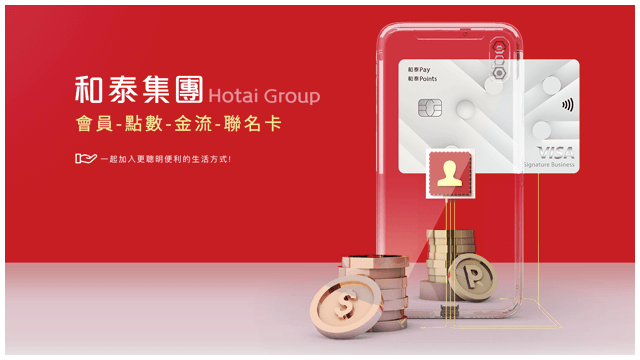 和泰集團 Hotai Group
會員-點數-金流-聯名卡
一起加入更聰明便利的生活方式!
和泰Pay
和泰Points
VISA
Signature Business
$
P